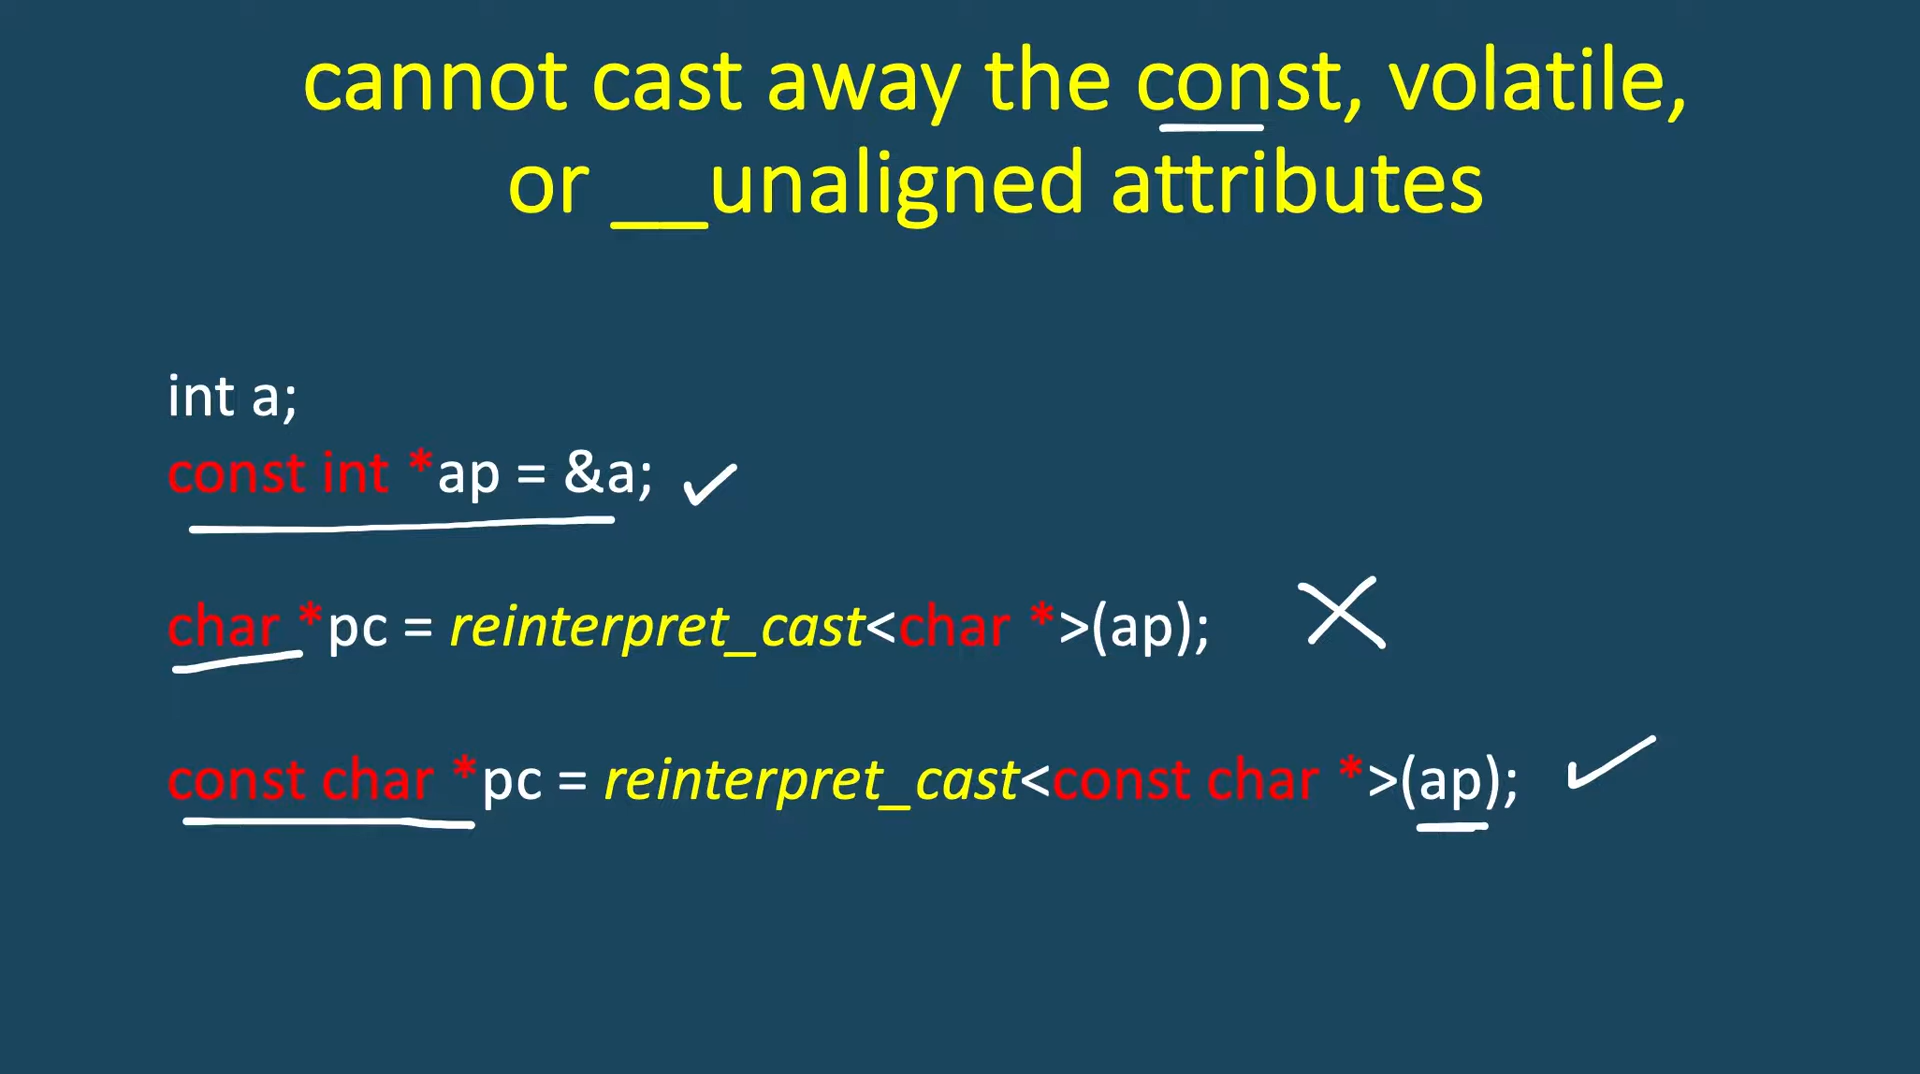 cannot cast away the const, volatile,
or __unaligned attributes
int a;
const int *ap = &a;
char *pc = reinterpret_cast<char *>(ap);
const char *pc = reinterpret_cast<const char *>(ap);